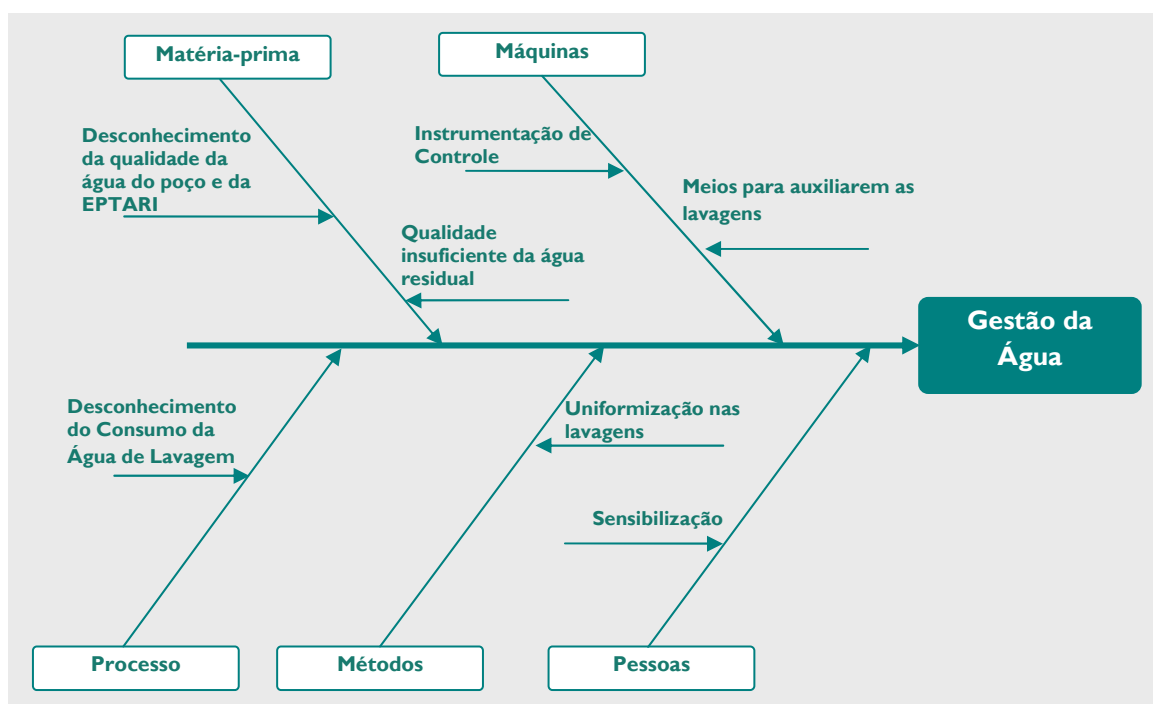 Matéria-prima
Máquinas
Desconhecimento
da qualidade da
água do poço e da
EPTARI
Instrumentação de
Controle
Meios para auxiliarem as
lavagens
Qualidade
insuficiente da água
residual
Gestão da
Água
Desconhecimento
do Consumo da
Água de Lavagem
Uniformização nas
lavagens
Sensibilização
Processo
Métodos
Pessoas